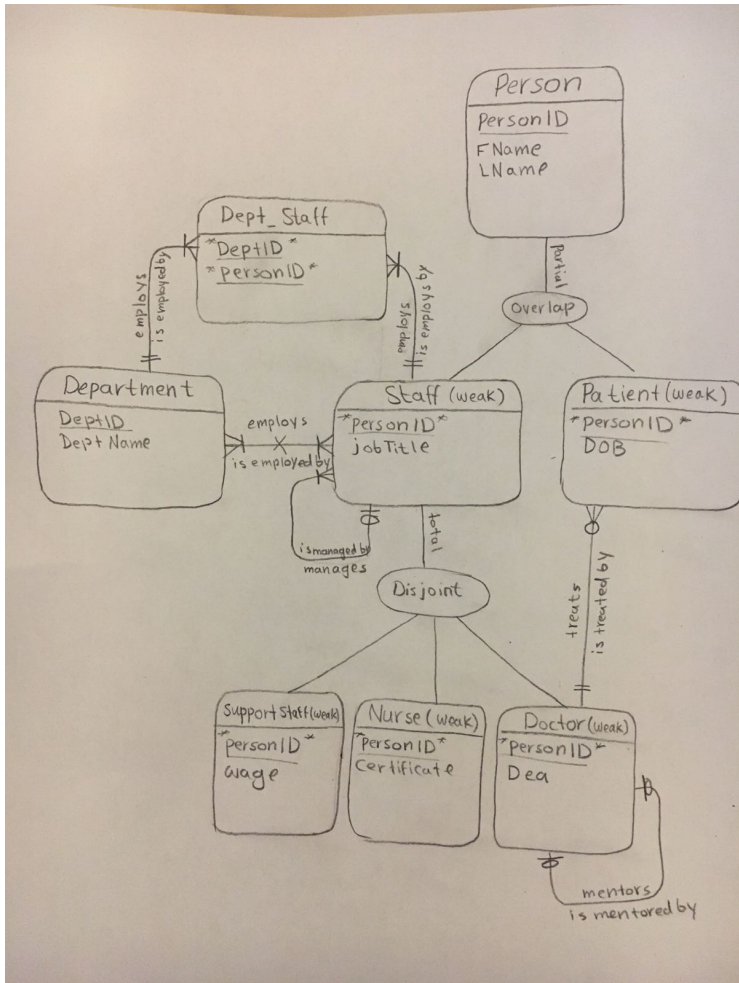 Person
PersonID
FName
LName
Partial
Overlap
Dept_Staff
*DeptID*
*personID*
employs
is employed by
employs
is employs by
Department
DeptID
Dept Name
employs
is employed by
Staff (weak)
*PersonID*
jobTitle
Patient (weak)
*PersonID*
DOB
is managed by
manages
total
Disjoint
treats
is treated by
Support Staff (weak)
*personID*
wage
Nurse (weak)
*PersonID*
Certificate
Doctor (weak)
*personID*
Dea
mentors
is mentored by